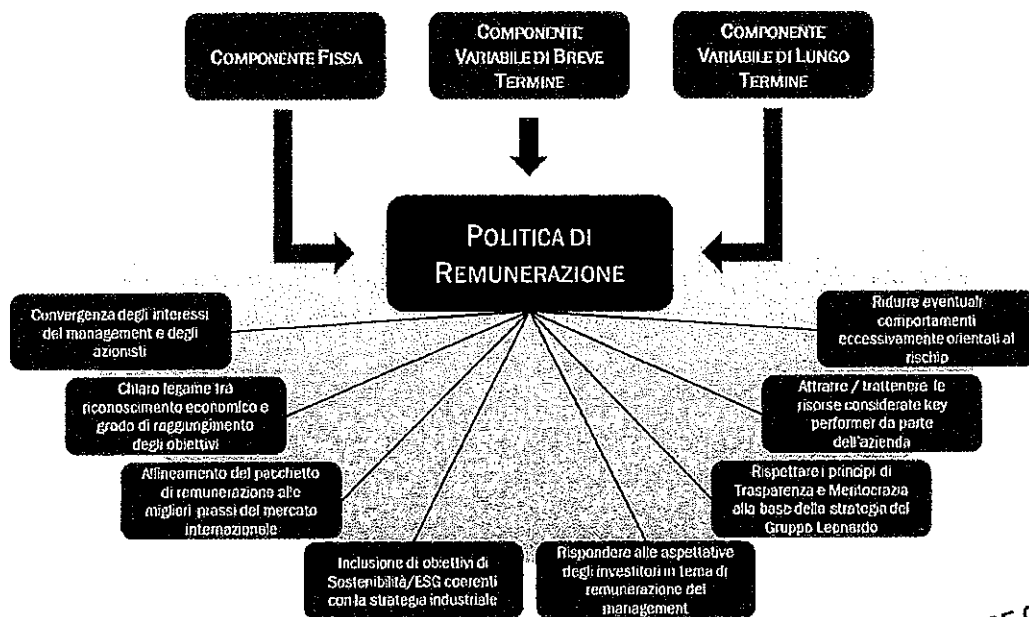 COMPONENTE FISSA
COMPONENTE
VARIABILE DI BREVE
TERMINE
COMPONENTE
VARIABILE DI LUNGO
TERMINE
POLITICA DI
REMUNERAZIONE
Convergenza degli interessi
del management e degli
azionisti
Chiaro legame tra
riconoscimento economico e
grado di raggiungimento
degli obiettivi
Allineamento del pacchetto
di remunerazione alle
migliori prassi del mercato
internazionale
Inclusione di obiettivi di
Sostenibilità/ESG coerenti
con la strategia industriale
Rispondere alle aspettative
degli investitori in tema di
remunerazione del
management
Rispettare i principi di
Trasparenza e Meritocrazia
alla base della strategia del
Gruppo Leonardo
Attrarre / trattenere le
risorse considerate key
performer da parte
dell'azienda
Ridurre eventuali
comportamenti
eccessivamente orientati al
rischio